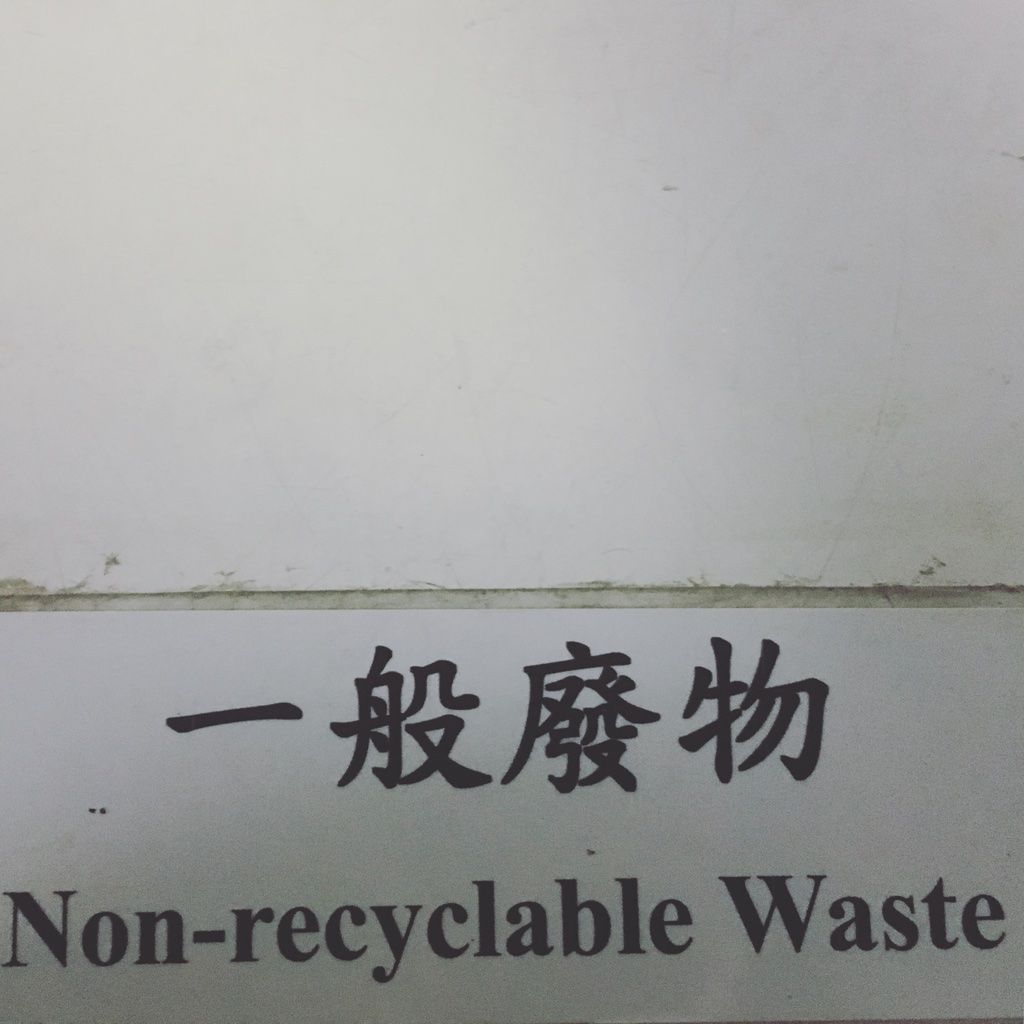 一般廢物
Non-recyclable Waste